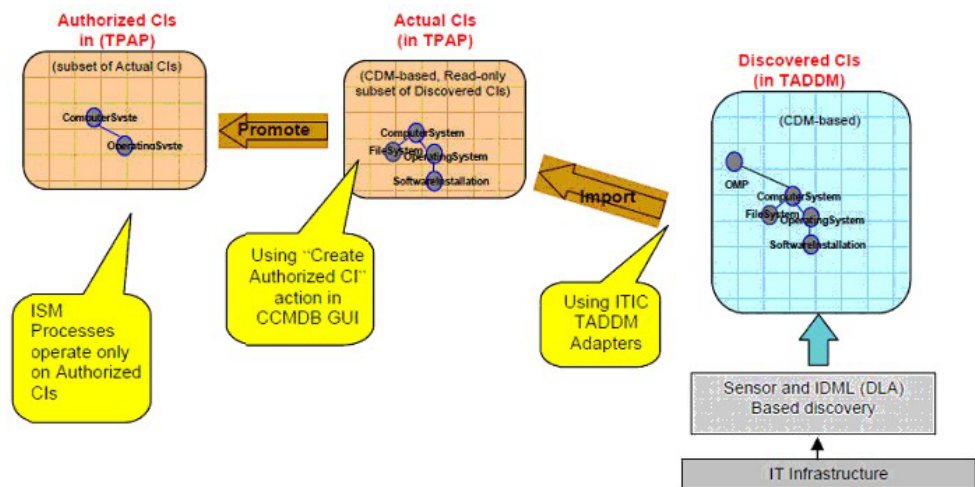 Authorized CIs
in (TPAP)
(subset of Actual CIs)
ComputerSyste
OperatingSyste
Promote
Actual CIs
(in TPAP)
(CDM-based, Read-only
subset of Discovered CIs)
ComputerSystem
FileSystem
OperatingSystem
SoftwareInstallation
Import
Discovered CIs
(in TADDM)
(CDM-based)
OMP
ComputerSystem
FileSystem
OperatingSystem
SoftwareInstallation
ISM
Processes
operate only
on Authorized
CIs
Using "Create
Authorized CI"
action in
CCMDB GUI
Using ITIC
TADDM
Adapters
Sensor and IDML (DLA)
Based discovery
IT Infrastructure